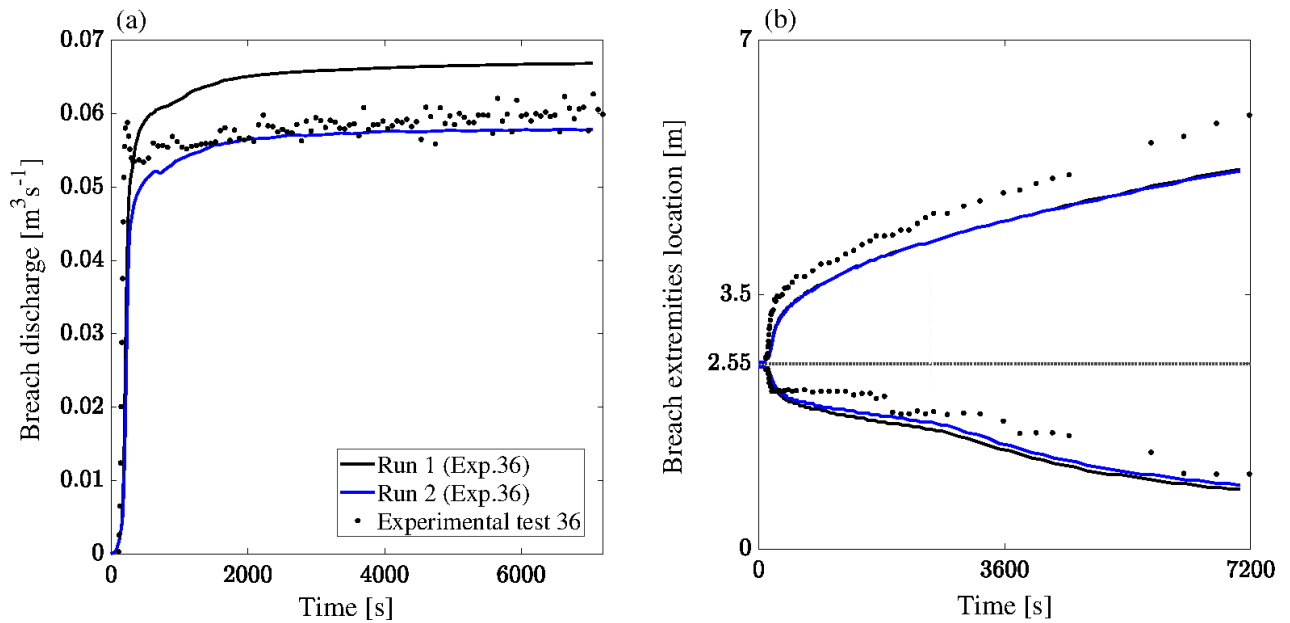 (a)
0.07
0.06
0.05
0.04
0.03
0.02
0.01
0
Breach discharge [m³s⁻¹]
Run 1 (Exp.36)
Run 2 (Exp.36)
Experimental test 36
0 2000 4000 6000
Time [s]
(b)
7
3.5
2.55
0
Breach extremities location [m]
0 3600 7200
Time [s]